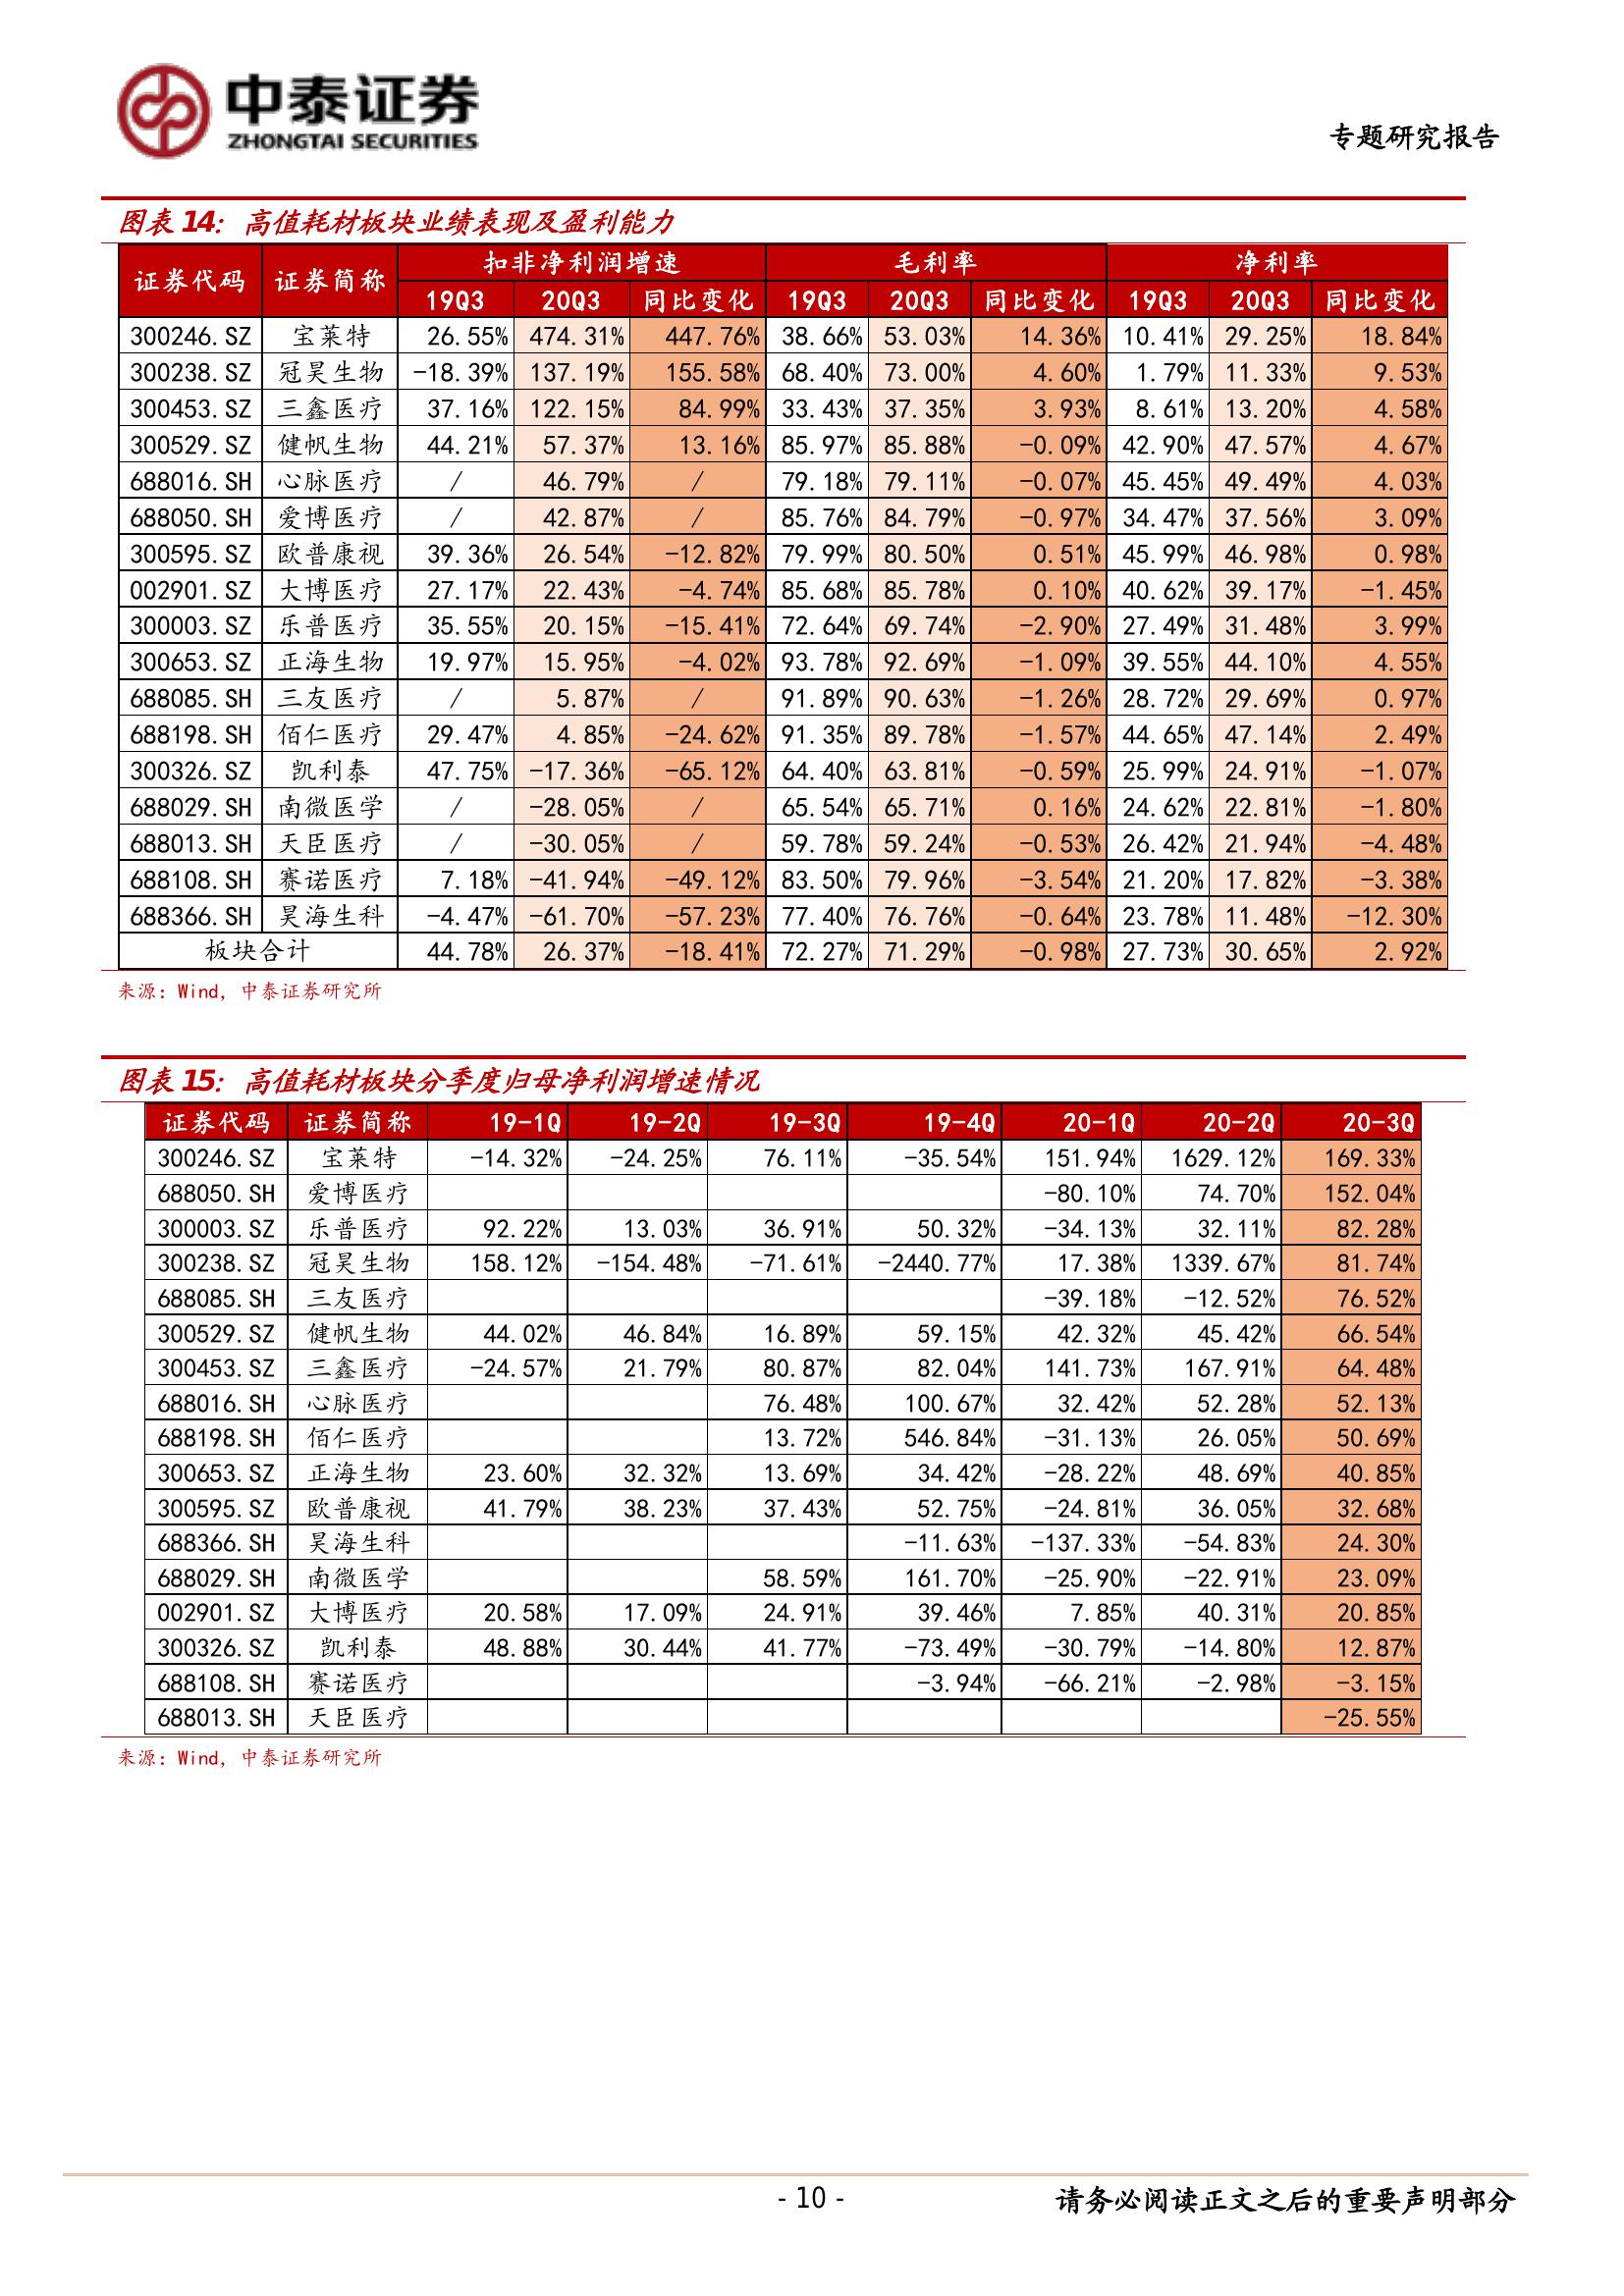 中泰证券
ZHONGTAI SECURITIES
专题研究报告
图表 14：高值耗材板块业绩表现及盈利能力
证券代码 证券简称 扣非净利润增速 毛利率 净利率
19Q3 20Q3 同比变化 19Q3 20Q3 同比变化 19Q3 20Q3 同比变化
300246.SZ 宝莱特 26.55% 474.31% 447.76% 38.66% 53.03% 14.36% 10.41% 29.25% 18.84%
300238.SZ 冠昊生物 -18.39% 137.19% 155.58% 68.40% 73.00% 4.60% 1.79% 11.33% 9.53%
300453.SZ 三鑫医疗 37.16% 122.15% 84.99% 33.43% 37.35% 3.93% 8.61% 13.20% 4.58%
300529.SZ 健帆生物 44.21% 57.37% 13.16% 85.97% 85.88% -0.09% 42.90% 47.57% 4.67%
688016.SH 心脉医疗 / 46.79% / 79.18% 79.11% -0.07% 45.45% 49.49% 4.03%
688050.SH 爱博医疗 / 42.87% / 85.76% 84.79% -0.97% 34.47% 37.56% 3.09%
300595.SZ 欧普康视 39.36% 26.54% -12.82% 79.99% 80.50% 0.51% 45.99% 46.98% 0.98%
002901.SZ 大博医疗 27.17% 22.43% -4.74% 85.68% 85.78% 0.10% 40.62% 39.17% -1.45%
300003.SZ 乐普医疗 35.55% 20.15% -15.41% 72.64% 69.74% -2.90% 27.49% 31.48% 3.99%
300653.SZ 正海生物 19.97% 15.95% -4.02% 93.78% 92.69% -1.09% 39.55% 44.10% 4.55%
688085.SH 三友医疗 / 5.87% / 91.89% 90.63% -1.26% 28.72% 29.69% 0.97%
688198.SH 佰仁医疗 29.47% 4.85% -24.62% 91.35% 89.78% -1.57% 44.65% 47.14% 2.49%
300326.SZ 凯利泰 47.75% -17.36% -65.12% 64.40% 63.81% -0.59% 25.99% 24.91% -1.07%
688029.SH 南微医学 / -28.05% / 65.54% 65.71% 0.16% 24.62% 22.81% -1.80%
688013.SH 天臣医疗 / -30.05% / 59.78% 59.24% -0.53% 26.42% 21.94% -4.48%
688108.SH 赛诺医疗 7.18% -41.94% -49.12% 83.50% 79.96% -3.54% 21.20% 17.82% -3.38%
688366.SH 昊海生科 -4.47% -61.70% -57.23% 77.40% 76.76% -0.64% 23.78% 11.48% -12.30%
板块合计 44.78% 26.37% -18.41% 72.27% 71.29% -0.98% 27.73% 30.65% 2.92%
来源：Wind，中泰证券研究所
图表 15：高值耗材板块分季度归母净利润增速情况
证券代码 证券简称 19-1Q 19-2Q 19-3Q 19-4Q 20-1Q 20-2Q 20-3Q
300246.SZ 宝莱特 -14.32% -24.25% 76.11% -35.54% 151.94% 1629.12% 169.33%
688050.SH 爱博医疗 -80.10% 74.70% 152.04%
300003.SZ 乐普医疗 92.22% 13.03% 36.91% 50.32% -34.13% 32.11% 82.28%
300238.SZ 冠昊生物 158.12% -154.48% -71.61% -2440.77% 17.38% 1339.67% 81.74%
688085.SH 三友医疗 -39.18% -12.52% 76.52%
300529.SZ 健帆生物 44.02% 46.84% 16.89% 59.15% 42.32% 45.42% 66.54%
300453.SZ 三鑫医疗 -24.57% 21.79% 80.87% 82.04% 141.73% 167.91% 64.48%
688016.SH 心脉医疗 76.48% 100.67% 32.42% 52.28% 52.13%
688198.SH 佰仁医疗 13.72% 546.84% -31.13% 26.05% 50.69%
300653.SZ 正海生物 23.60% 32.32% 13.69% 34.42% -28.22% 48.69% 40.85%
300595.SZ 欧普康视 41.79% 38.23% 37.43% 52.75% -24.81% 36.05% 32.68%
688366.SH 昊海生科 -11.63% -137.33% -54.83% 24.30%
688029.SH 南微医学 58.59% 161.70% -25.90% -22.91% 23.09%
002901.SZ 大博医疗 20.58% 17.09% 24.91% 39.46% 7.85% 40.31% 20.85%
300326.SZ 凯利泰 48.88% 30.44% 41.77% -73.49% -30.79% -14.80% 12.87%
688108.SH 赛诺医疗 -3.94% -66.21% -2.98% -3.15%
688013.SH 天臣医疗 -25.55%
来源：Wind，中泰证券研究所
- 10 -
请务必阅读正文之后的重要声明部分